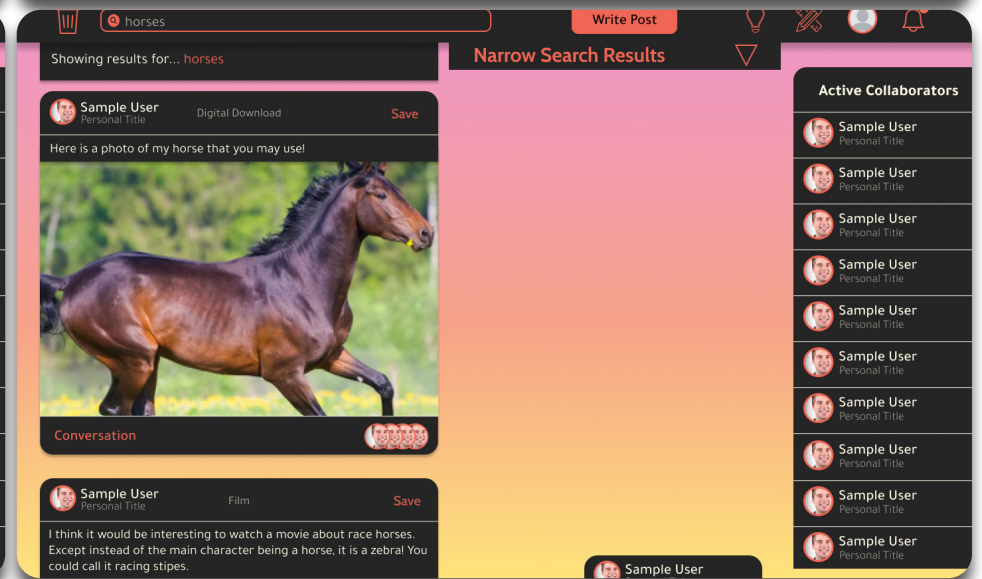 horses
Write Post
Showing results for... horses
Narrow Search Results
Sample User
Personal Title
Digital Download
Save
Here is a photo of my horse that you may use!
Conversation
Sample User
Personal Title
Film
Save
I think it would be interesting to watch a movie about race horses.
Except instead of the main character being a horse, it is a zebra! You
could call it racing stipes.
Sample User
Active Collaborators
Sample User
Personal Title
Sample User
Personal Title
Sample User
Personal Title
Sample User
Personal Title
Sample User
Personal Title
Sample User
Personal Title
Sample User
Personal Title
Sample User
Personal Title
Sample User
Personal Title
Sample User
Personal Title